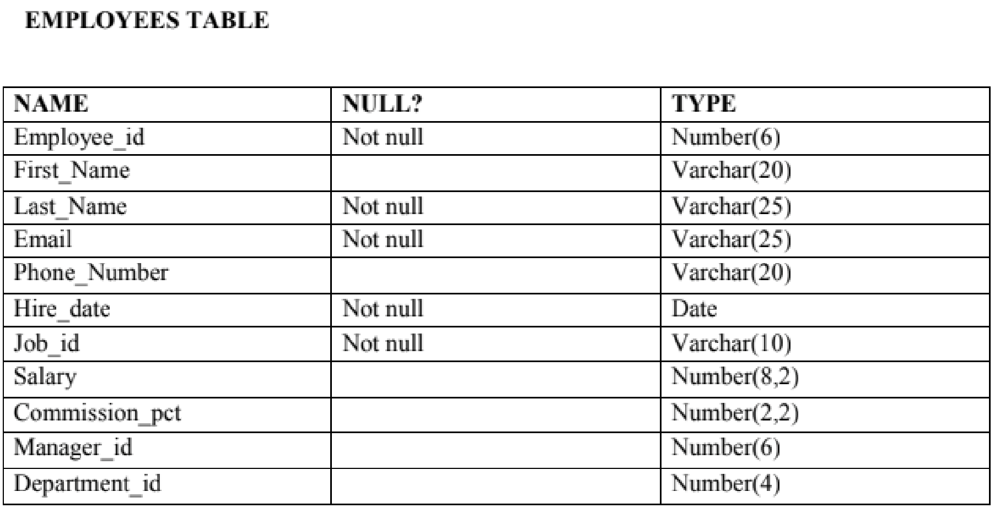 EMPLOYEES TABLE
NAME NULL? TYPE
Employee_id Not null Number(6)
First_Name Varchar(20)
Last_Name Not null Varchar(25)
Email Not null Varchar(25)
Phone_Number Varchar(20)
Hire_date Not null Date
Job_id Not null Varchar(10)
Salary Number(8,2)
Commission_pct Number(2,2)
Manager_id Number(6)
Department_id Number(4)